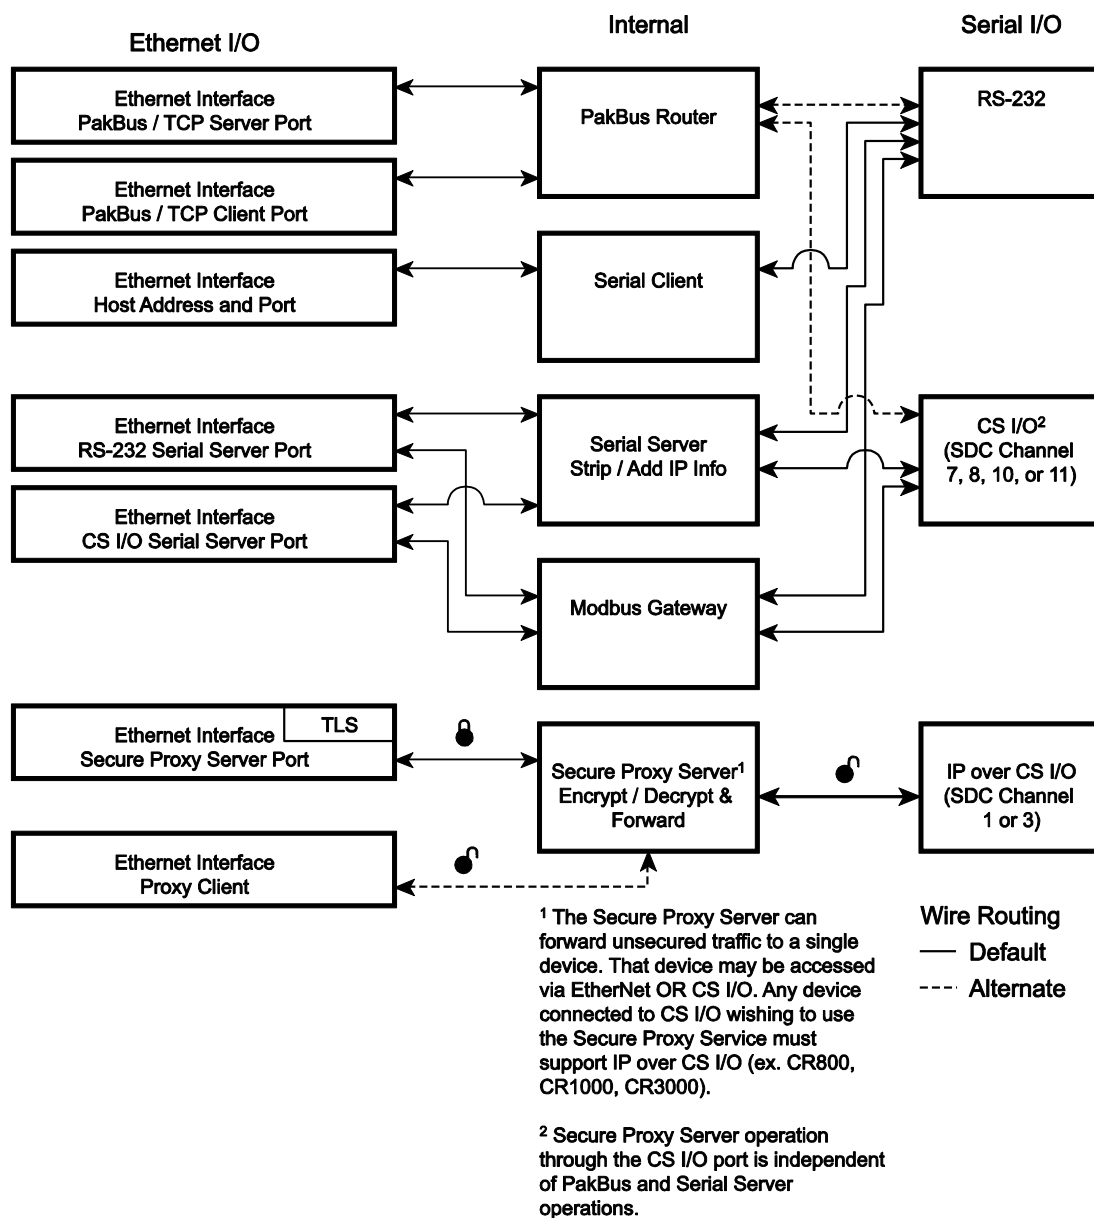 Ethernet I/O
Internal
Serial I/O
Ethernet Interface
PakBus / TCP Server Port
PakBus Router
RS-232
Ethernet Interface
PakBus / TCP Client Port
Ethernet Interface
Host Address and Port
Serial Client
Ethernet Interface
RS-232 Serial Server Port
Serial Server
Strip / Add IP Info
CS I/O²
(SDC Channel
7, 8, 10, or 11)
Ethernet Interface
CS I/O Serial Server Port
Modbus Gateway
TLS
Ethernet Interface
Secure Proxy Server Port
Secure Proxy Server¹
Encrypt / Decrypt &
Forward
IP over CS I/O
(SDC Channel
1 or 3)
Ethernet Interface
Proxy Client
¹ The Secure Proxy Server can
forward unsecured traffic to a single
device. That device may be accessed
via EtherNet OR CS I/O. Any device
connected to CS I/O wishing to use
the Secure Proxy Service must
support IP over CS I/O (ex. CR800,
CR1000, CR3000).
² Secure Proxy Server operation
through the CS I/O port is independent
of PakBus and Serial Server
operations.
Wire Routing
Default
Alternate